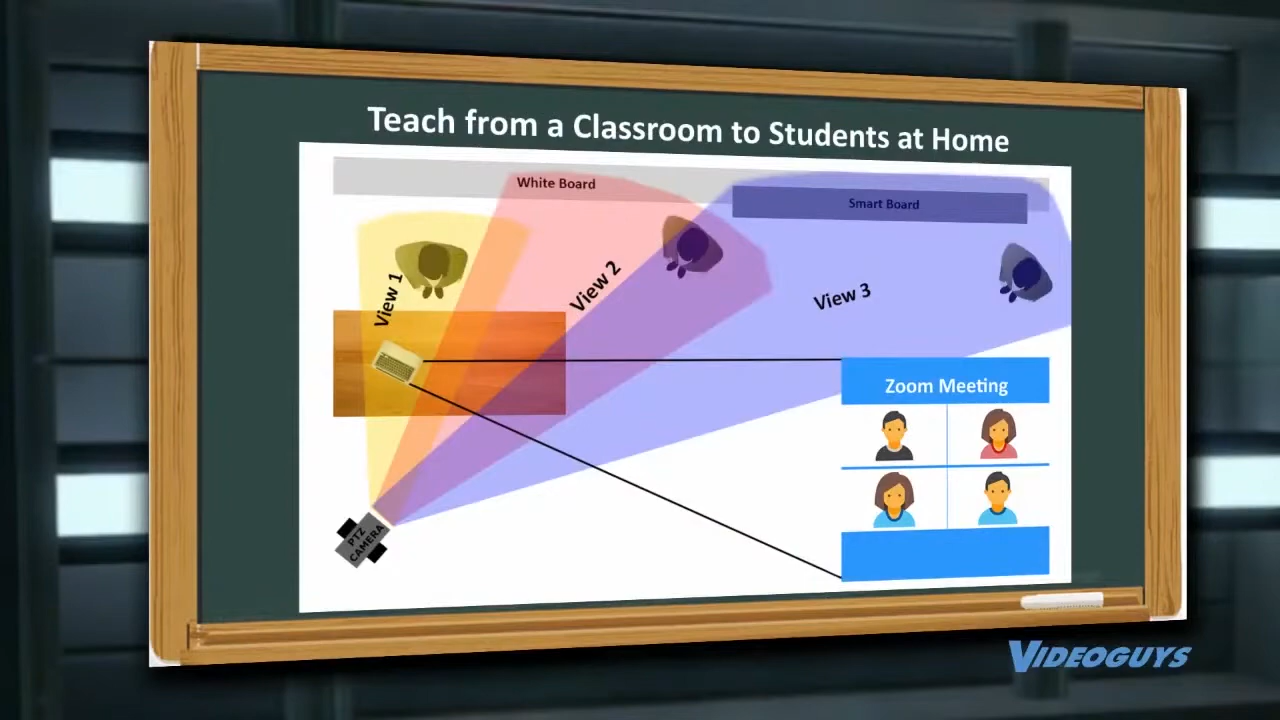 Teach from a Classroom to Students at Home
White Board
Smart Board
View 1
View 2
View 3
Zoom Meeting
PTZ
CAMERA
VIDEOGUYS